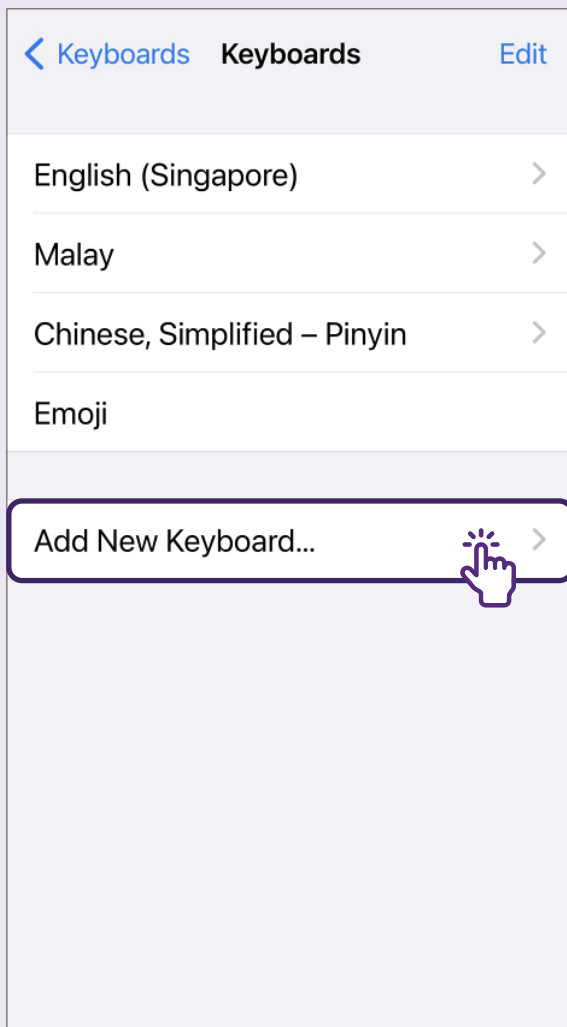 Keyboards Keyboards Edit
English (Singapore)
Malay
Chinese, Simplified – Pinyin
Emoji
Add New Keyboard...